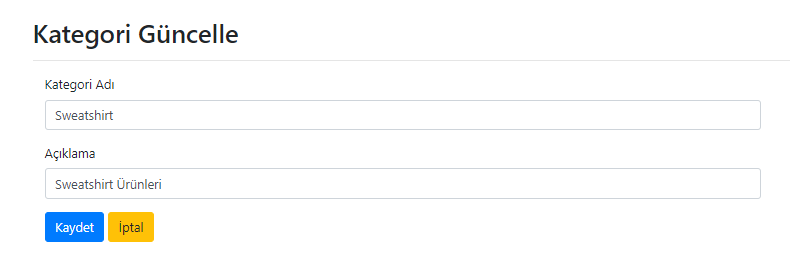 Kategori Güncelle
Kategori Adı
Sweatshirt
Açıklama
Sweatshirt Ürünleri
Kaydet İptal